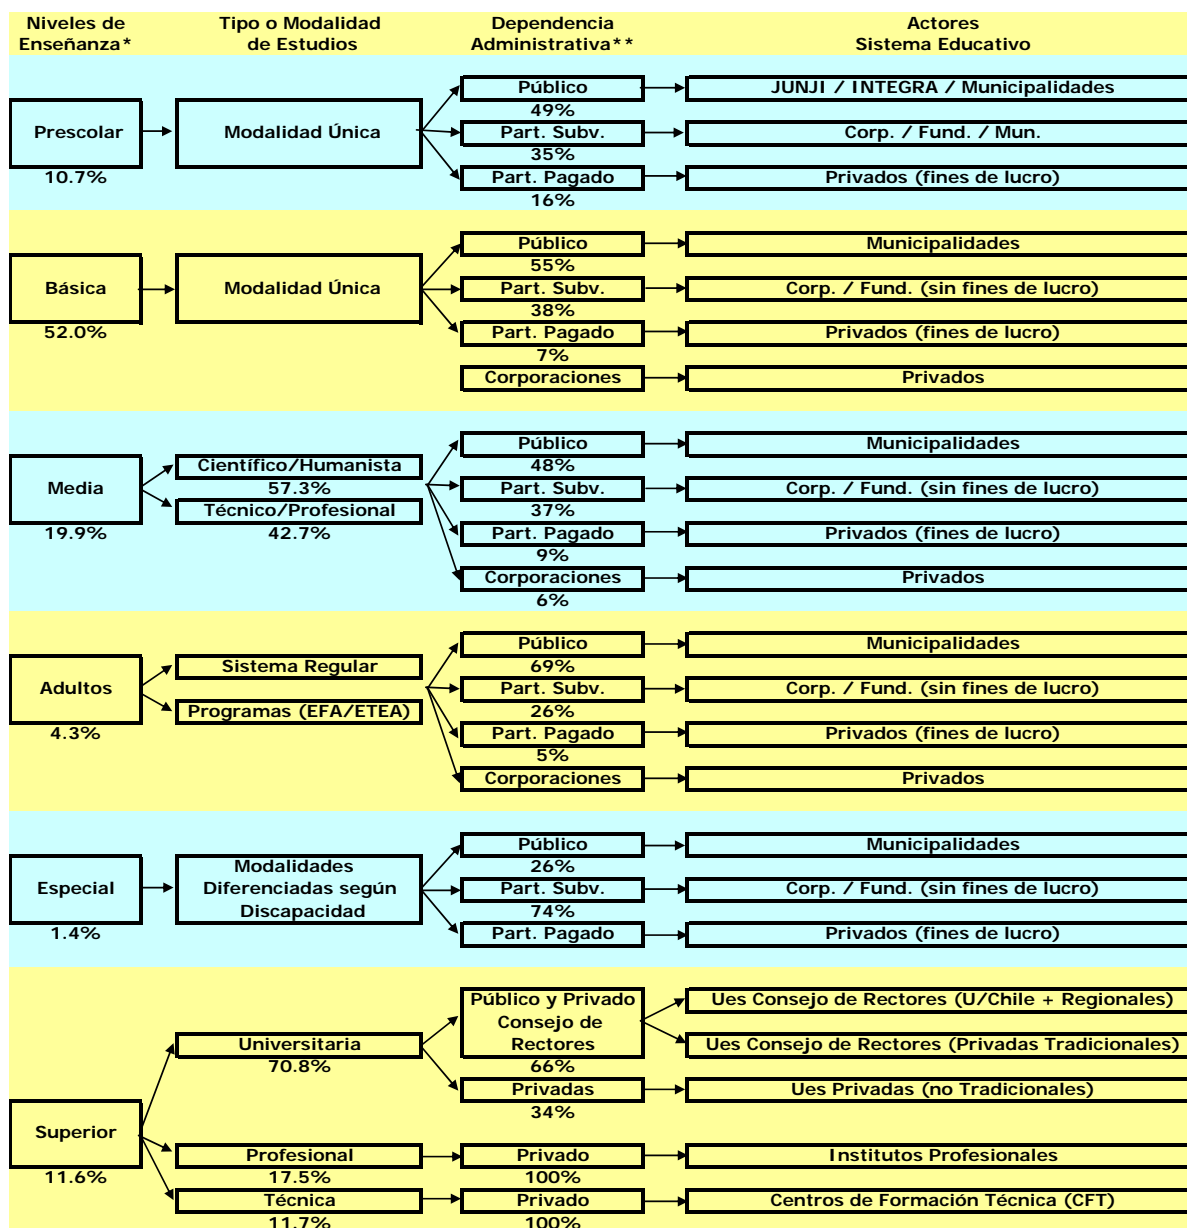 Niveles de Enseñanza*
Tipo o Modalidad de Estudios
Dependencia Administrativa**
Actores Sistema Educativo
Prescolar
10.7%
Modalidad Única
Público
49%
JUNJI / INTEGRA / Municipalidades
Part. Subv.
35%
Corp. / Fund. / Mun.
Part. Pagado
16%
Privados (fines de lucro)
Básica
52.0%
Modalidad Única
Público
55%
Municipalidades
Part. Subv.
38%
Corp. / Fund. (sin fines de lucro)
Part. Pagado
7%
Privados (fines de lucro)
Corporaciones
Privados
Media
19.9%
Científico/Humanista
57.3%
Técnico/Profesional
42.7%
Público
48%
Municipalidades
Part. Subv.
37%
Corp. / Fund. (sin fines de lucro)
Part. Pagado
9%
Privados (fines de lucro)
Corporaciones
6%
Privados
Adultos
4.3%
Sistema Regular
Programas (EFA/ETEA)
Público
69%
Municipalidades
Part. Subv.
26%
Corp. / Fund. (sin fines de lucro)
Part. Pagado
5%
Privados (fines de lucro)
Corporaciones
Privados
Especial
1.4%
Modalidades
Diferenciadas según
Discapacidad
Público
26%
Municipalidades
Part. Subv.
74%
Corp. / Fund. (sin fines de lucro)
Part. Pagado
Privados (fines de lucro)
Superior
11.6%
Universitaria
70.8%
Público y Privado
Consejo de
Rectores
66%
Ues Consejo de Rectores (U/Chile + Regionales)
Ues Consejo de Rectores (Privadas Tradicionales)
Privadas
34%
Ues Privadas (no Tradicionales)
Profesional
17.5%
Privado
100%
Institutos Profesionales
Técnica
11.7%
Privado
100%
Centros de Formación Técnica (CFT)